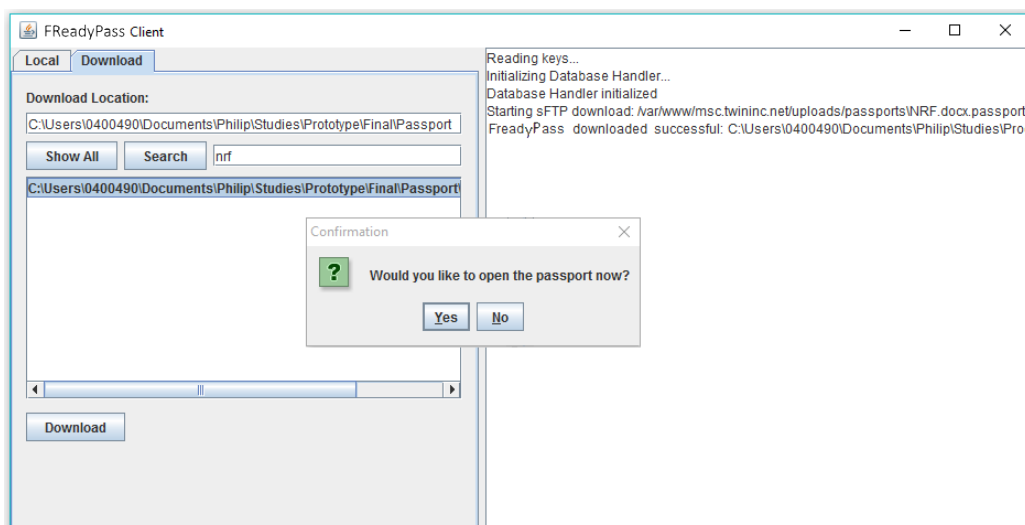 FReadyPass Client
Local Download
Download Location:
C:\Users\0400490\Documents\Philip\Studies\Prototype\Final\Passport
Show All Search nrf
C:\Users\0400490\Documents\Philip\Studies\Prototype\Final\Passport\
Download
Reading keys...
Initializing Database Handler...
Database Handler initialized
Starting sFTP download: /var/www/msc.twininc.net/uploads/passports\NRF.docx.passport
FreadyPass downloaded successful: C:\Users\0400490\Documents\Philip\Studies\Pro
Confirmation
?
Would you like to open the passport now?
Yes No